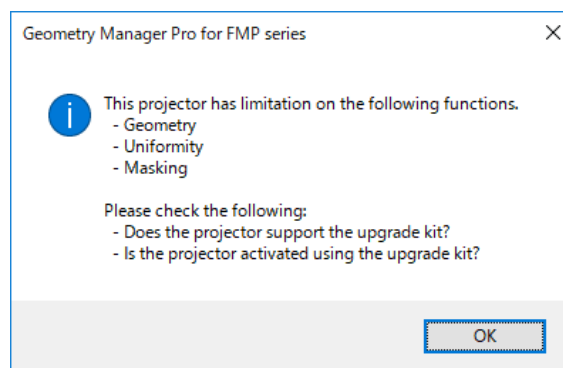 Geometry Manager Pro for FMP series
This projector has limitation on the following functions.
- Geometry
- Uniformity
- Masking
Please check the following:
- Does the projector support the upgrade kit?
- Is the projector activated using the upgrade kit?
OK